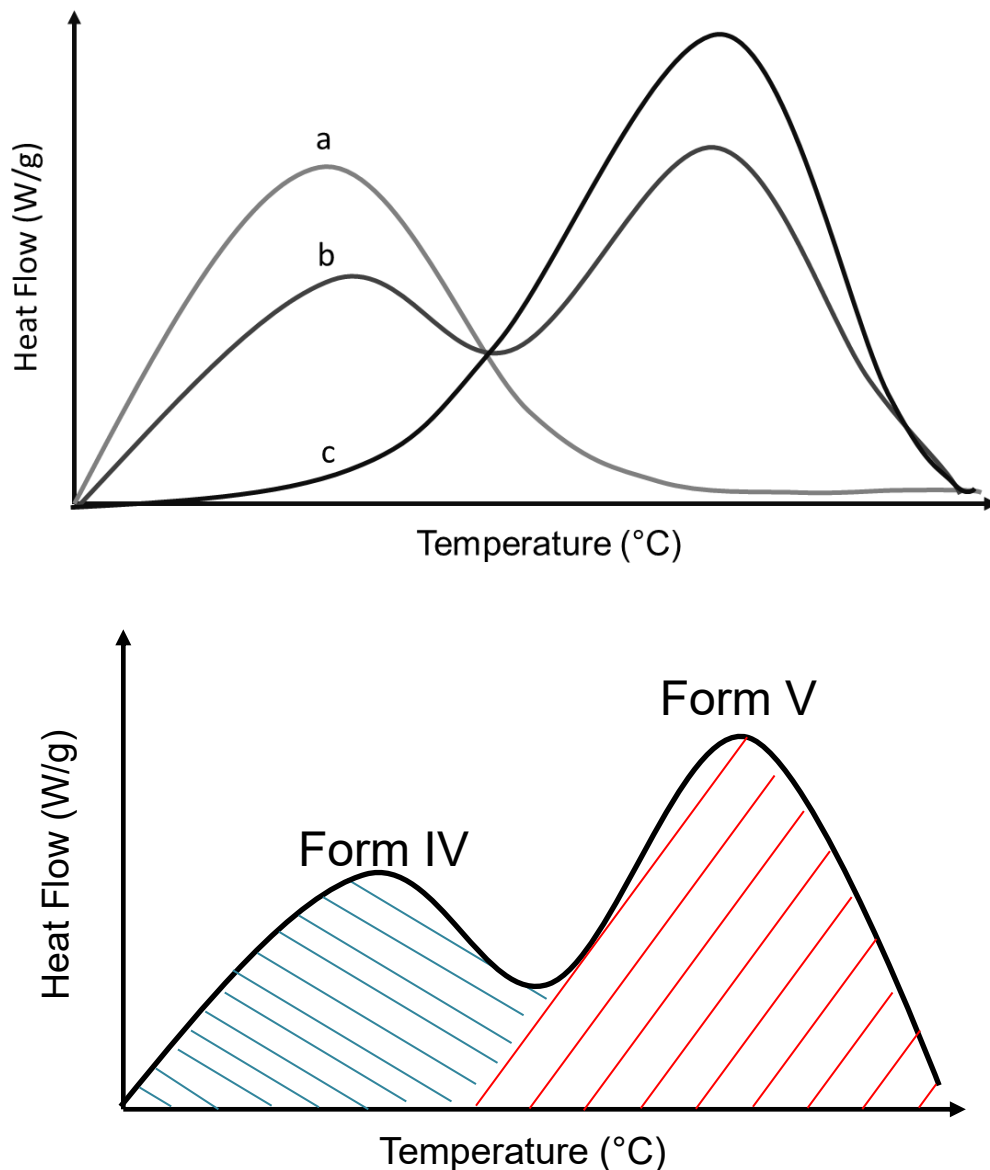 a
b
c
Heat Flow (W/g)
Temperature (°C)
Form V
Form IV
Heat Flow (W/g)
Temperature (°C)